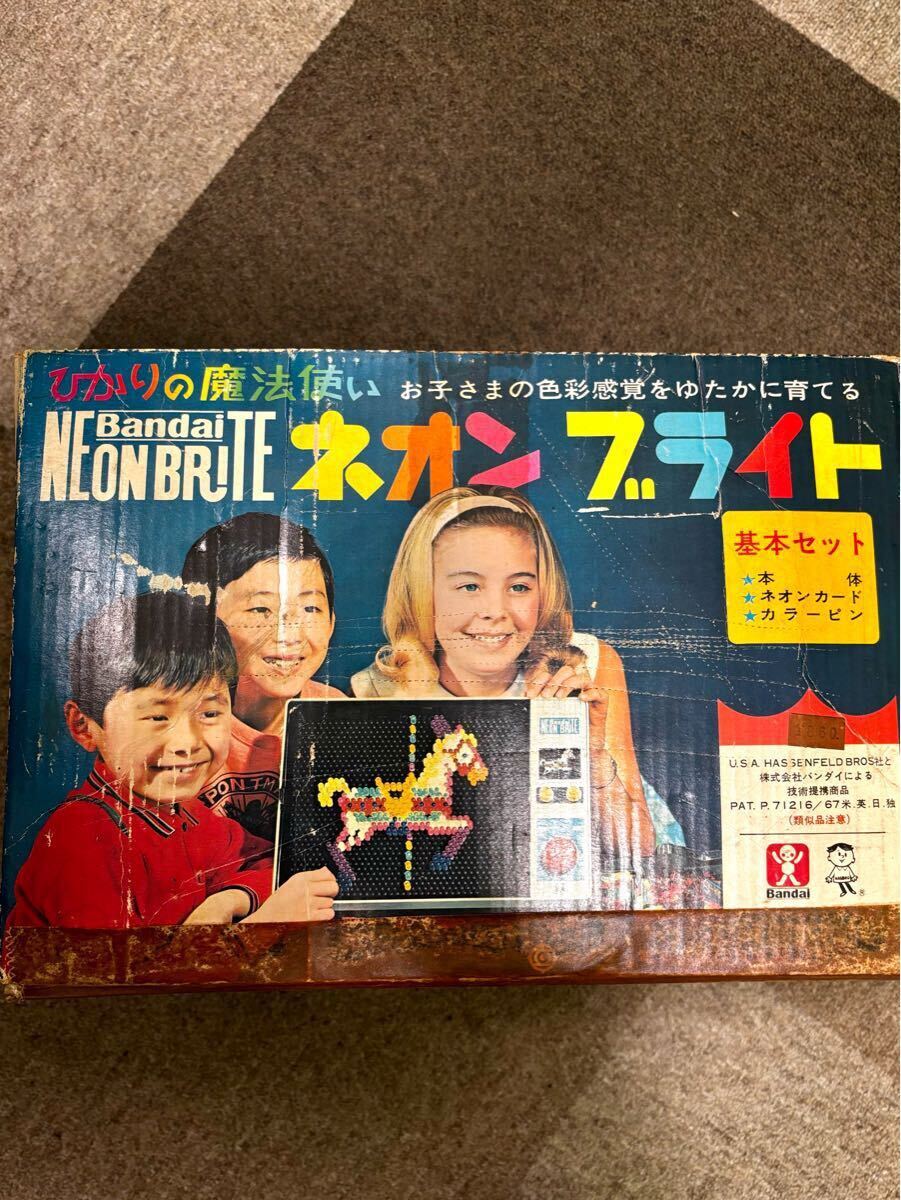 ひかりの魔法使い お子さまの色彩感覚をゆたかに育てる
Bandai
NEON BRITE
ネオン ブライト
基本セット
★本 体
★ネオンカード
★カラーピン
NEON-BRITE
PON THE
U.S.A. HASSENFELD BROS社と
株式会社バンダイによる
技術提携商品
PAT. P. 71216/67米.英.日.独
(類似品注意)
Bandai
®